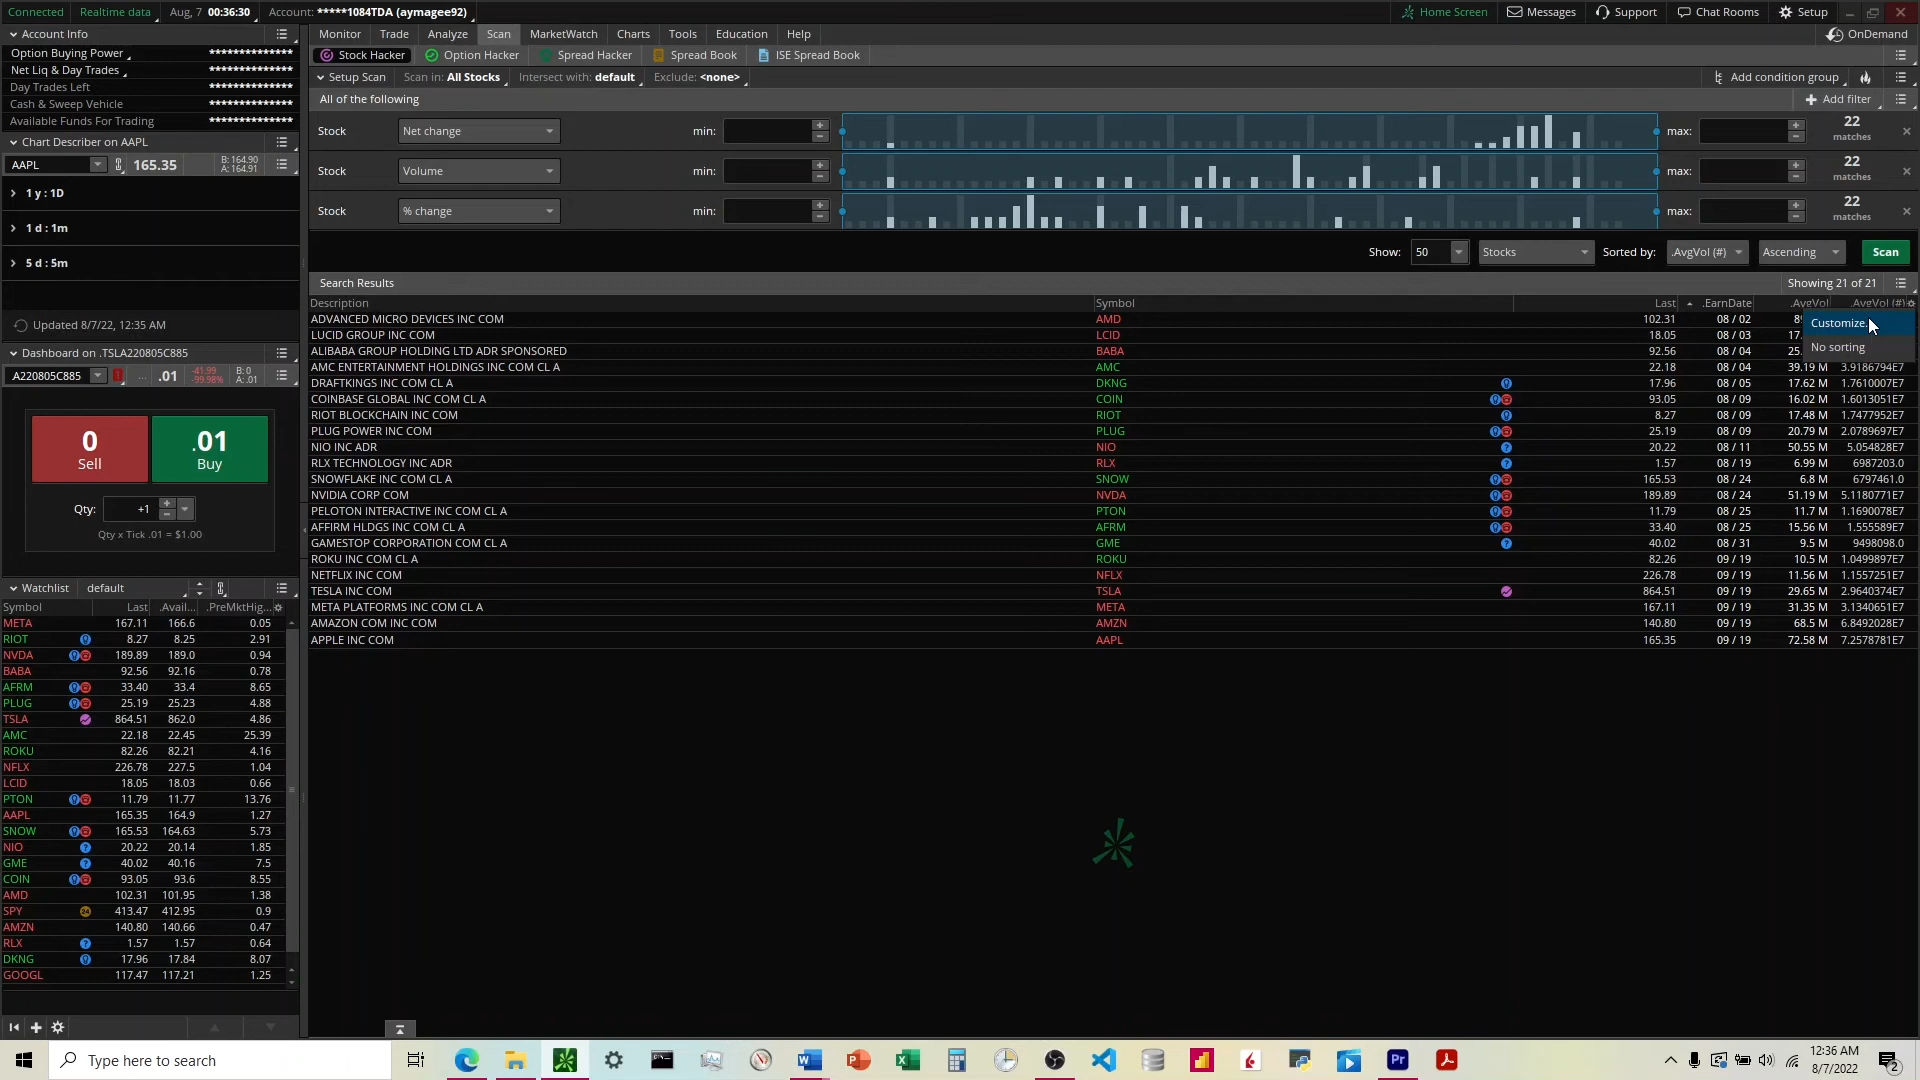 Connected Realtime data Aug, 7 00:36:30 Account: *****1084TDA (aymagee92) Home Screen Messages Support Chat Rooms Setup
Account Info
Option Buying Power **************
Net Liq & Day Trades **************
Day Trades Left **************
Cash & Sweep Vehicle **************
Available Funds For Trading **************
Chart Describer on AAPL
AAPL 165.35 B: 164.90
A: 164.91
1 y : 1D
1 d : 1m
5 d : 5m
Updated 8/7/22, 12:35 AM
Dashboard on .TSLA220805C885
A220805C885 1 ... .01 -41.99
-99.98% B: 0
A: .01
0
Sell
.01
Buy
Qty: +1
Qty x Tick .01 = $1.00
Watchlist default
Symbol Last .Avail... .PreMktHig...
META 167.11 166.6 0.05
RIOT 8.27 8.25 2.91
NVDA 189.89 189.0 0.94
BABA 92.56 92.16 0.78
AFRM 33.40 33.4 8.65
PLUG 25.19 25.23 4.88
TSLA 864.51 862.0 4.86
AMC 22.18 22.45 25.39
ROKU 82.26 82.21 4.16
NFLX 226.78 227.5 1.04
LCID 18.05 18.03 0.66
PTON 11.79 11.77 13.76
AAPL 165.35 164.9 1.27
SNOW 165.53 164.63 5.73
NIO 20.22 20.14 1.85
GME 40.02 40.16 7.5
COIN 93.05 93.6 8.55
AMD 102.31 101.95 1.38
SPY 24 413.47 412.95 0.9
AMZN 140.80 140.66 0.47
RLX 1.57 1.57 0.64
DKNG 17.96 17.84 8.07
GOOGL 117.47 117.21 1.25
Monitor Trade Analyze Scan MarketWatch Charts Tools Education Help OnDemand
Stock Hacker Option Hacker Spread Hacker Spread Book ISE Spread Book
Setup Scan Scan in: All Stocks Intersect with: default Exclude: <none> Add condition group
All of the following Add filter
Stock Net change min: max: 22
matches
Stock Volume min: max: 22
matches
Stock % change min: max: 22
matches
Show: 50 Stocks Sorted by: .AvgVol (#) Ascending Scan
Search Results Showing 21 of 21
Description Symbol Last .EarnDate .AvgVol .AvgVol (#)
Customize.
No sorting
ADVANCED MICRO DEVICES INC COM AMD 102.31 08 / 02
LUCID GROUP INC COM LCID 18.05 08 / 03 17.
ALIBABA GROUP HOLDING LTD ADR SPONSORED BABA 92.56 08 / 04 25.
AMC ENTERTAINMENT HOLDINGS INC COM CL A AMC 22.18 08 / 04 39.19 M 3.9186794E7
DRAFTKINGS INC COM CL A DKNG 17.96 08 / 05 17.62 M 1.7610007E7
COINBASE GLOBAL INC COM CL A COIN 93.05 08 / 09 16.02 M 1.6013051E7
RIOT BLOCKCHAIN INC COM RIOT 8.27 08 / 09 17.48 M 1.7477952E7
PLUG POWER INC COM PLUG 25.19 08 / 09 20.79 M 2.0789697E7
NIO INC ADR NIO 20.22 08 / 11 50.55 M 5.054828E7
RLX TECHNOLOGY INC ADR RLX 1.57 08 / 19 6.99 M 6987203.0
SNOWFLAKE INC COM CL A SNOW 165.53 08 / 24 6.8 M 6797461.0
NVIDIA CORP COM NVDA 189.89 08 / 24 51.19 M 5.1180771E7
PELOTON INTERACTIVE INC COM CL A PTON 11.79 08 / 25 11.7 M 1.1690078E7
AFFIRM HLDGS INC COM CL A AFRM 33.40 08 / 25 15.56 M 1.555589E7
GAMESTOP CORPORATION COM CL A GME 40.02 08 / 31 9.5 M 9498098.0
ROKU INC COM CL A ROKU 82.26 09 / 19 10.5 M 1.0499897E7
NETFLIX INC COM NFLX 226.78 09 / 19 11.56 M 1.1557251E7
TESLA INC COM TSLA 864.51 09 / 19 29.65 M 2.9640374E7
META PLATFORMS INC COM CL A META 167.11 09 / 19 31.35 M 3.1340651E7
AMAZON COM INC COM AMZN 140.80 09 / 19 68.5 M 6.8492028E7
APPLE INC COM AAPL 165.35 09 / 19 72.58 M 7.2578781E7
Type here to search 12:36 AM
8/7/2022 2